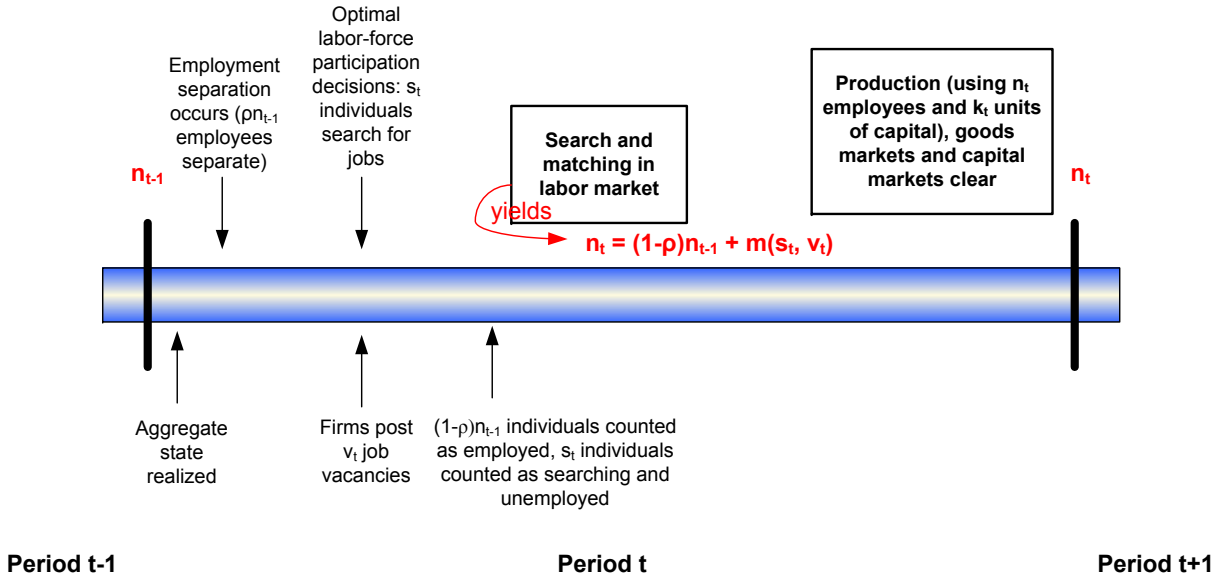 Employment
separation
occurs (ρnₜ₋₁
employees
separate)
Optimal
labor-force
participation
decisions: sₜ
individuals
search for
jobs
Search and
matching in
labor market
Production (using nₜ
employees and kₜ units
of capital), goods
markets and capital
markets clear
nₜ₋₁
nₜ
yields
nₜ = (1-ρ)nₜ₋₁ + m(sₜ, vₜ)
Aggregate
state
realized
Firms post
vₜ job
vacancies
(1-ρ)nₜ₋₁ individuals counted
as employed, sₜ individuals
counted as searching and
unemployed
Period t-1
Period t
Period t+1